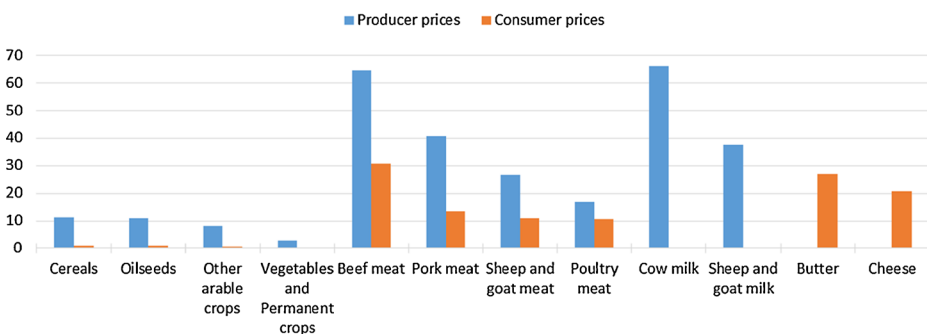 Producer prices Consumer prices
70
60
50
40
30
20
10
0
Cereals
Oilseeds
Other
arable
crops
Vegetables
and
Permanent
crops
Beef meat
Pork meat
Sheep and
goat meat
Poultry
meat
Cow milk
Sheep and
goat milk
Butter
Cheese